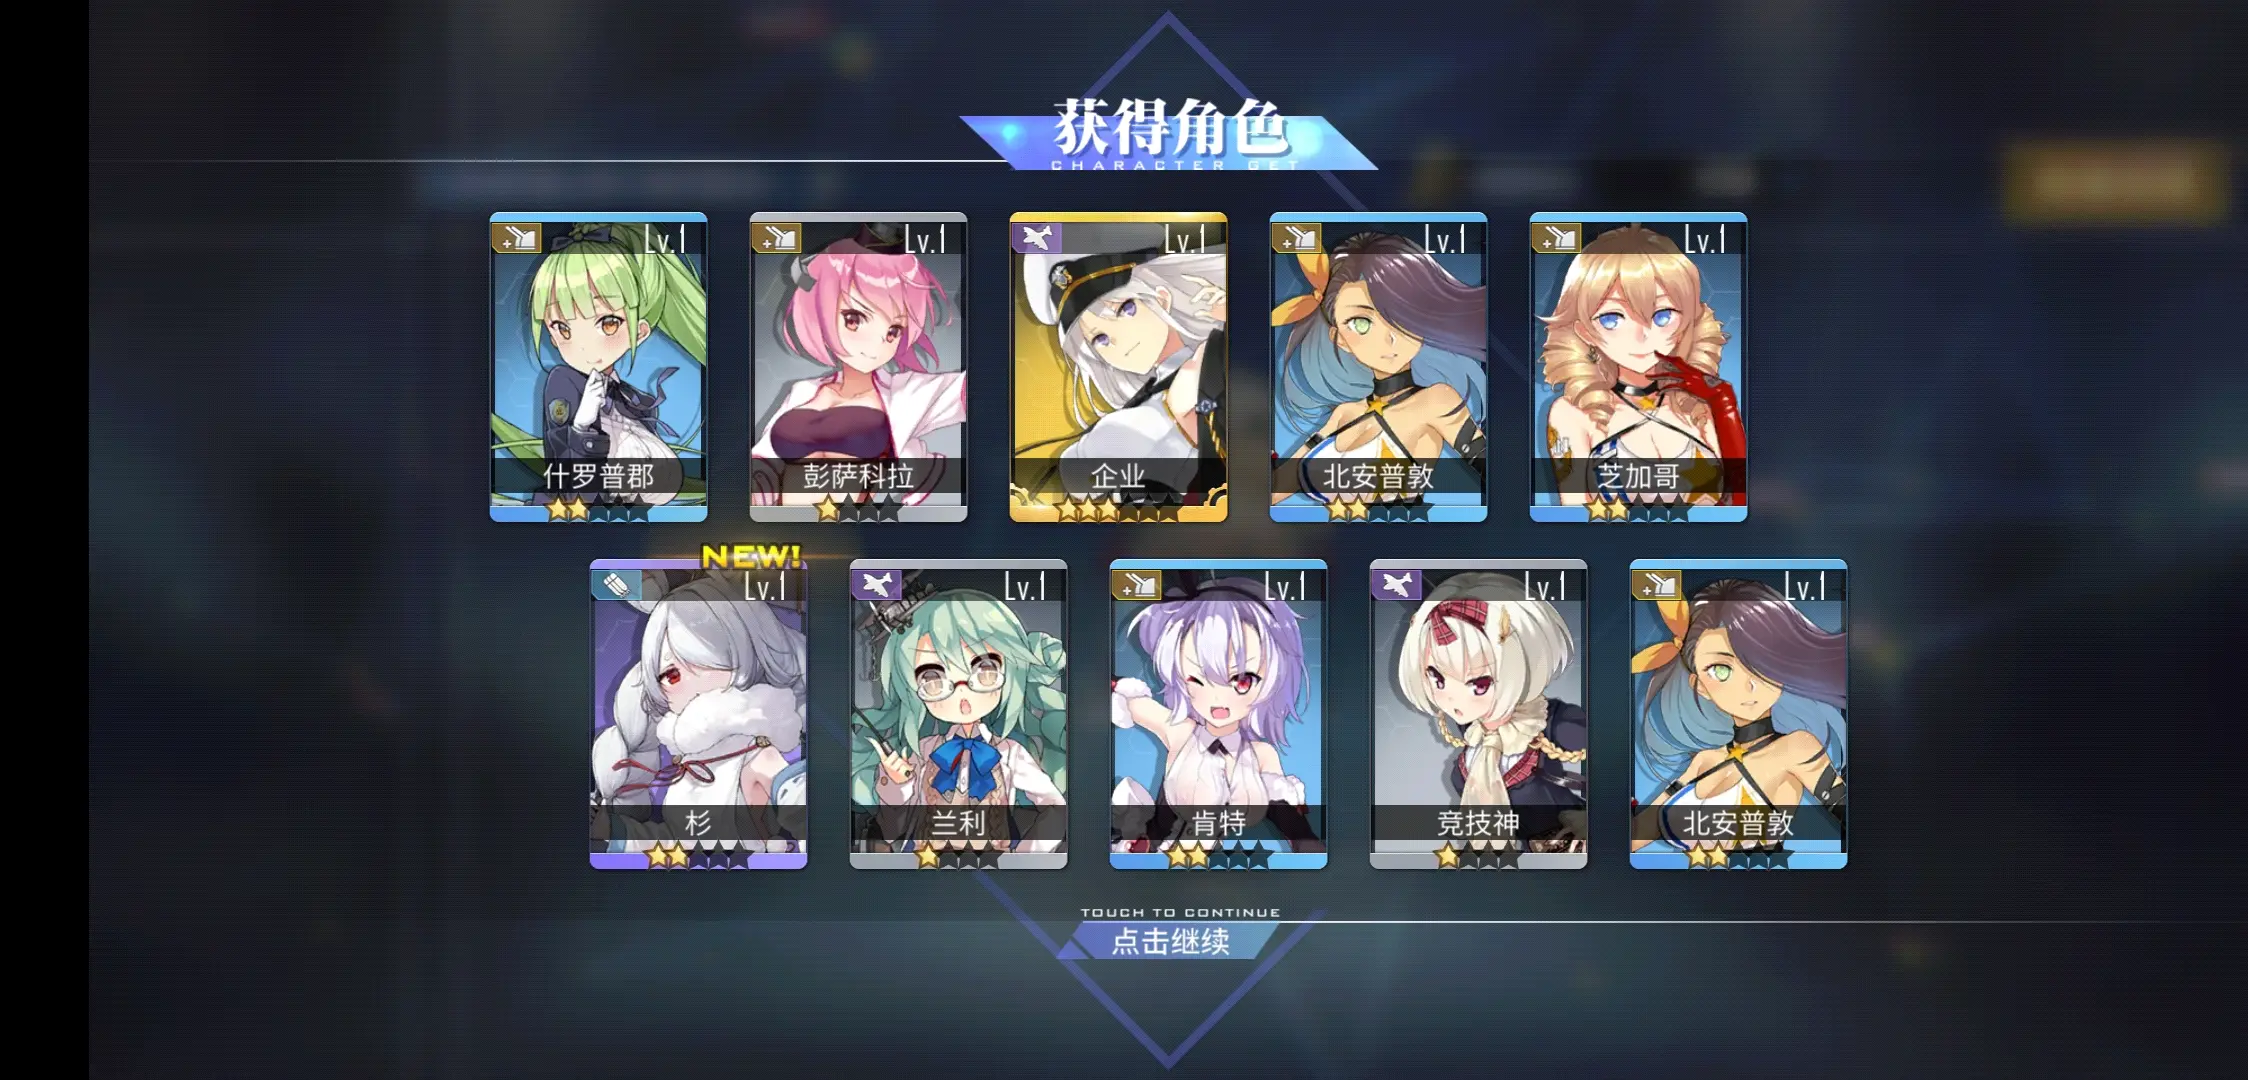 获得角色
CHARACTER GET
Lv.1
Lv.1
Lv.1
Lv.1
Lv.1
什罗普郡
彭萨科拉
企业
北安普敦
芝加哥
NEW!
Lv.1
Lv.1
Lv.1
Lv.1
Lv.1
杉
兰利
肯特
竞技神
北安普敦
TOUCH TO CONTINUE
点击继续